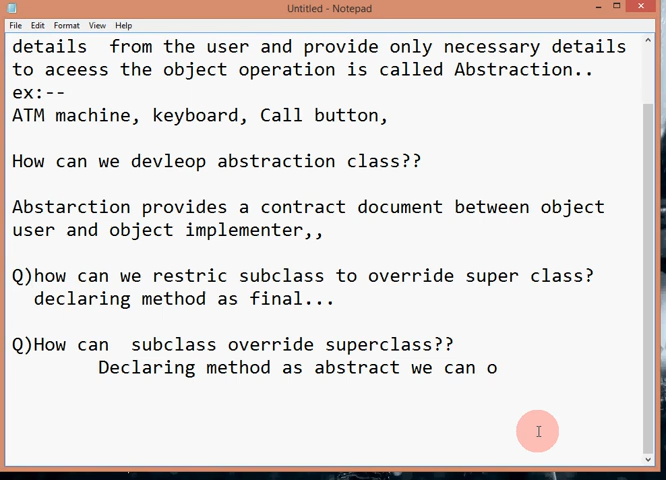 Untitled - Notepad
File Edit Format View Help
details  from the user and provide only necessary details
to aceess the object operation is called Abstraction..
ex:--
ATM machine, keyboard, Call button,
How can we devleop abstraction class??
Abstarction provides a contract document between object
user and object implementer,,
Q)how can we restric subclass to override super class?
declaring method as final...
Q)How can  subclass override superclass??
Declaring method as abstract we can o